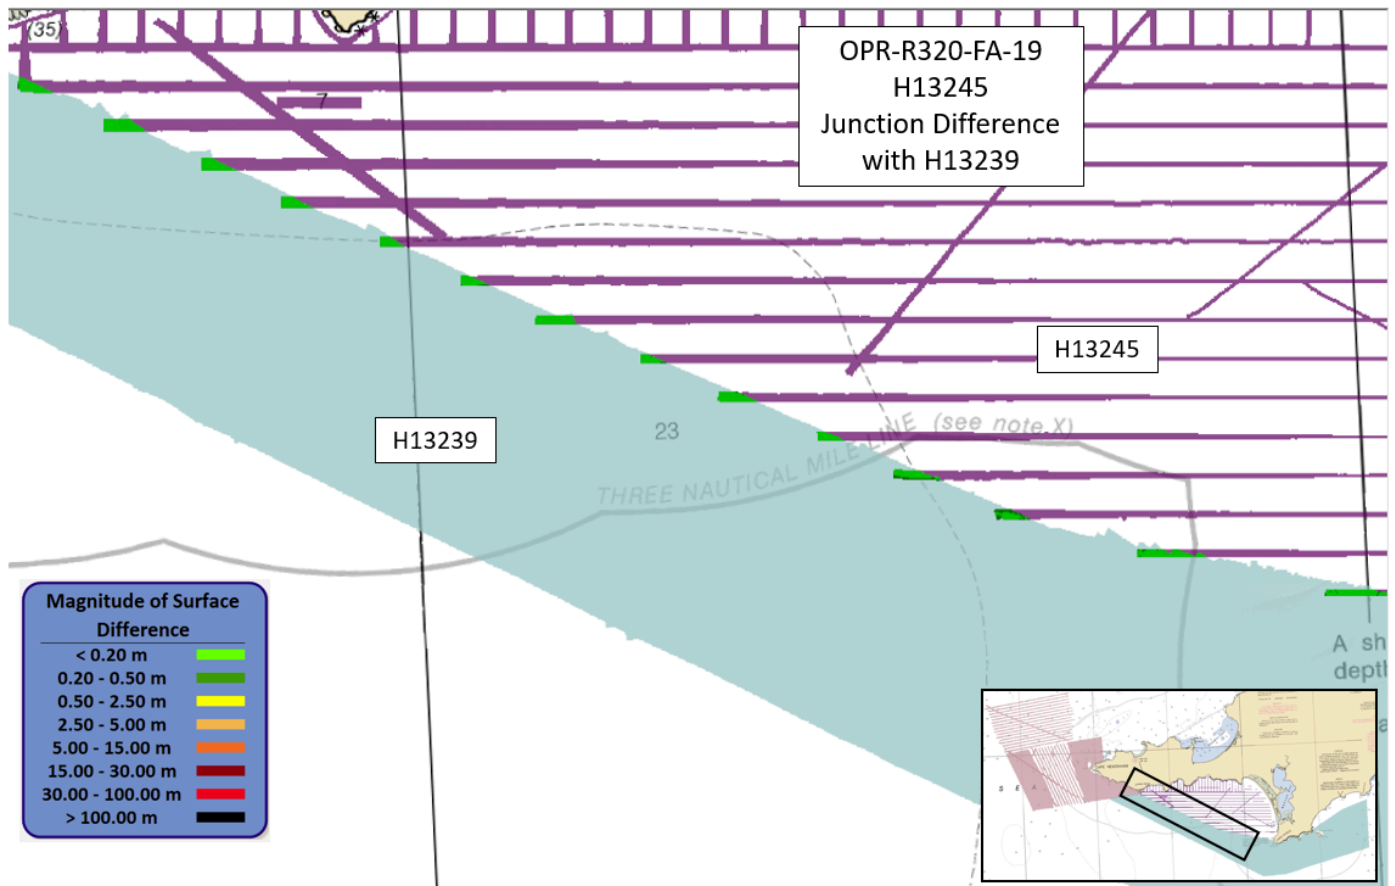 (35)
OPR-R320-FA-19
H13245
Junction Difference
with H13239
7
H13245
23
THREE NAUTICAL MILE LINE (see note X)
H13239
Magnitude of Surface
Difference
< 0.20 m
0.20 - 0.50 m
0.50 - 2.50 m
2.50 - 5.00 m
5.00 - 15.00 m
15.00 - 30.00 m
30.00 - 100.00 m
> 100.00 m
A sh
depth
S E A